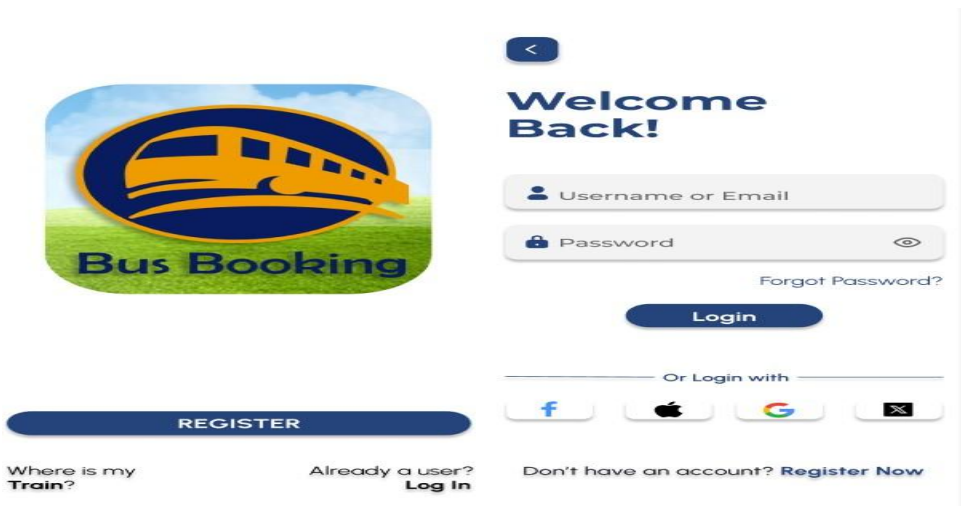 Bus Booking
REGISTER
Where is my
Train?
Already a user?
Log In
<
Welcome
Back!
Username or Email
Password
Forgot Password?
Login
Or Login with
Don't have an account? Register Now